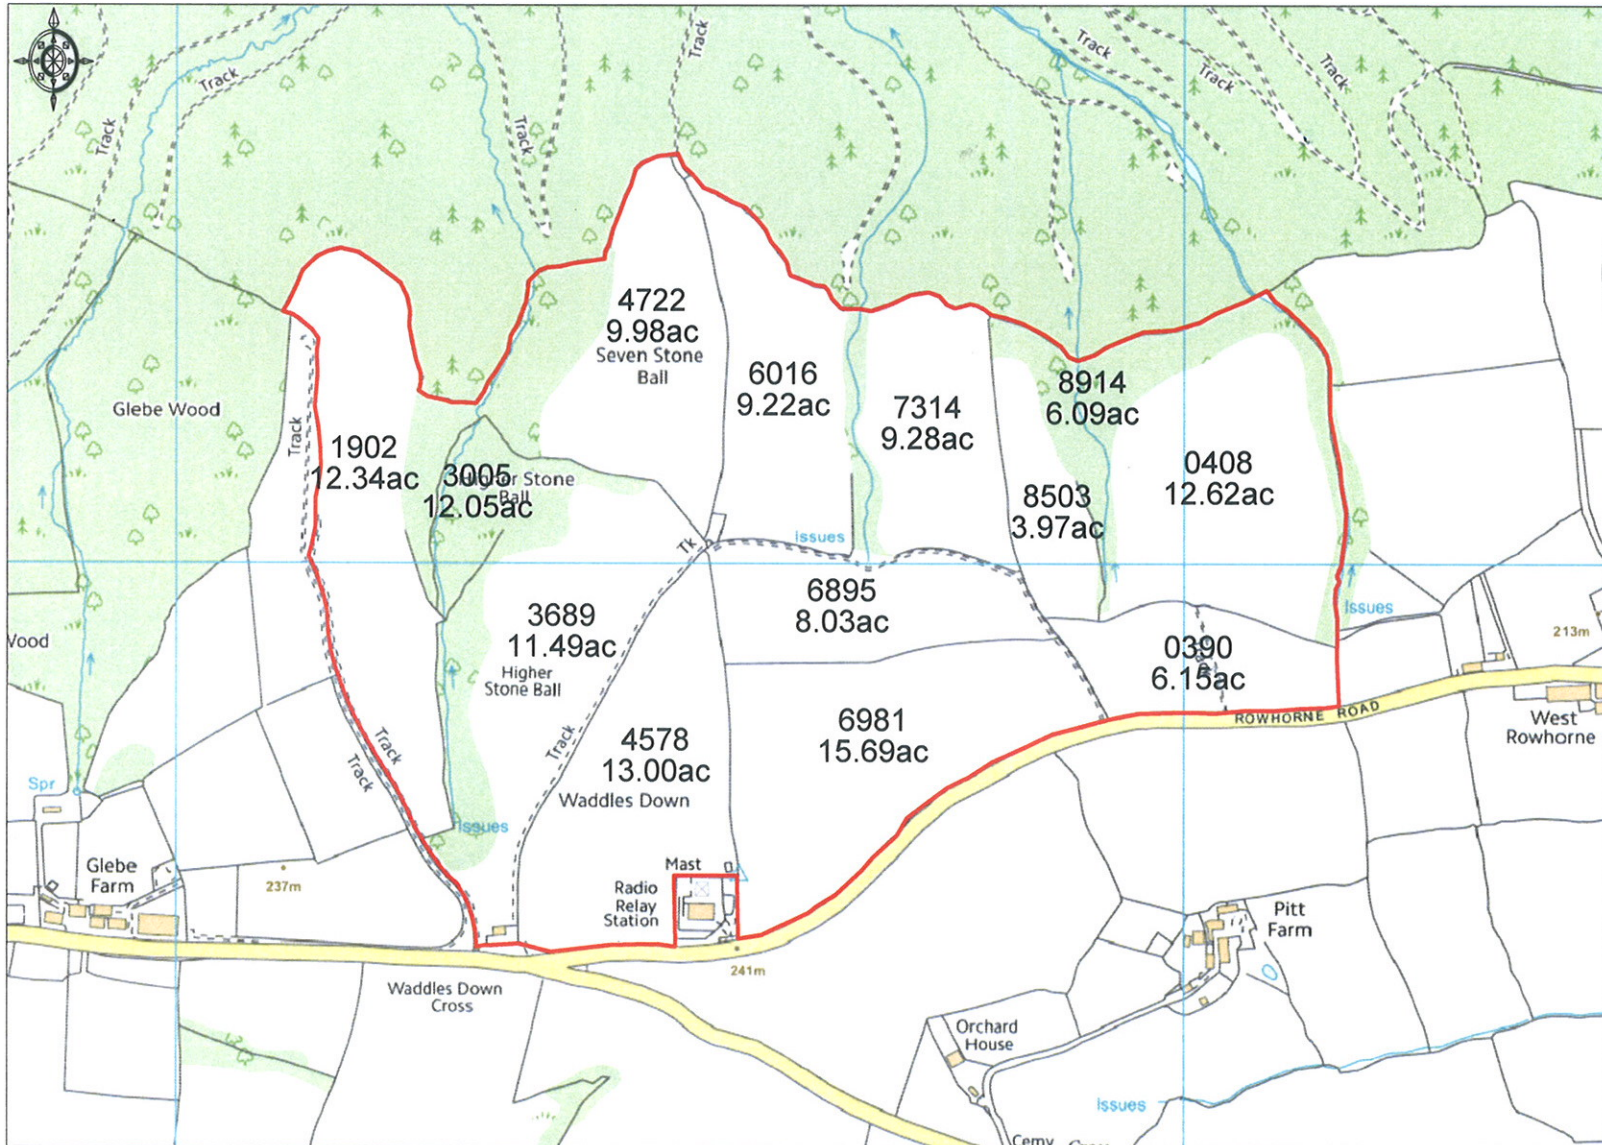 Track
Track
Track
Track
Track
Track
Track
4722
9.98ac
Seven Stone
Ball
6016
9.22ac
7314
9.28ac
8914
6.09ac
Glebe Wood
Track
1902
12.34ac
3005
Higher Stone
Ball
12.05ac
0408
12.62ac
8503
3.97ac
Issues
Tk
6895
8.03ac
3689
11.49ac
Higher
Stone Ball
Issues
213m
Wood
0390
6.15ac
ROWHORNE ROAD
West
Rowhorne
6981
15.69ac
Track
Track
Track
4578
13.00ac
Waddles Down
Spr
Issues
Glebe
Farm
237m
Mast
Radio
Relay
Station
241m
Waddles Down
Cross
Pitt
Farm
Orchard
House
Issues